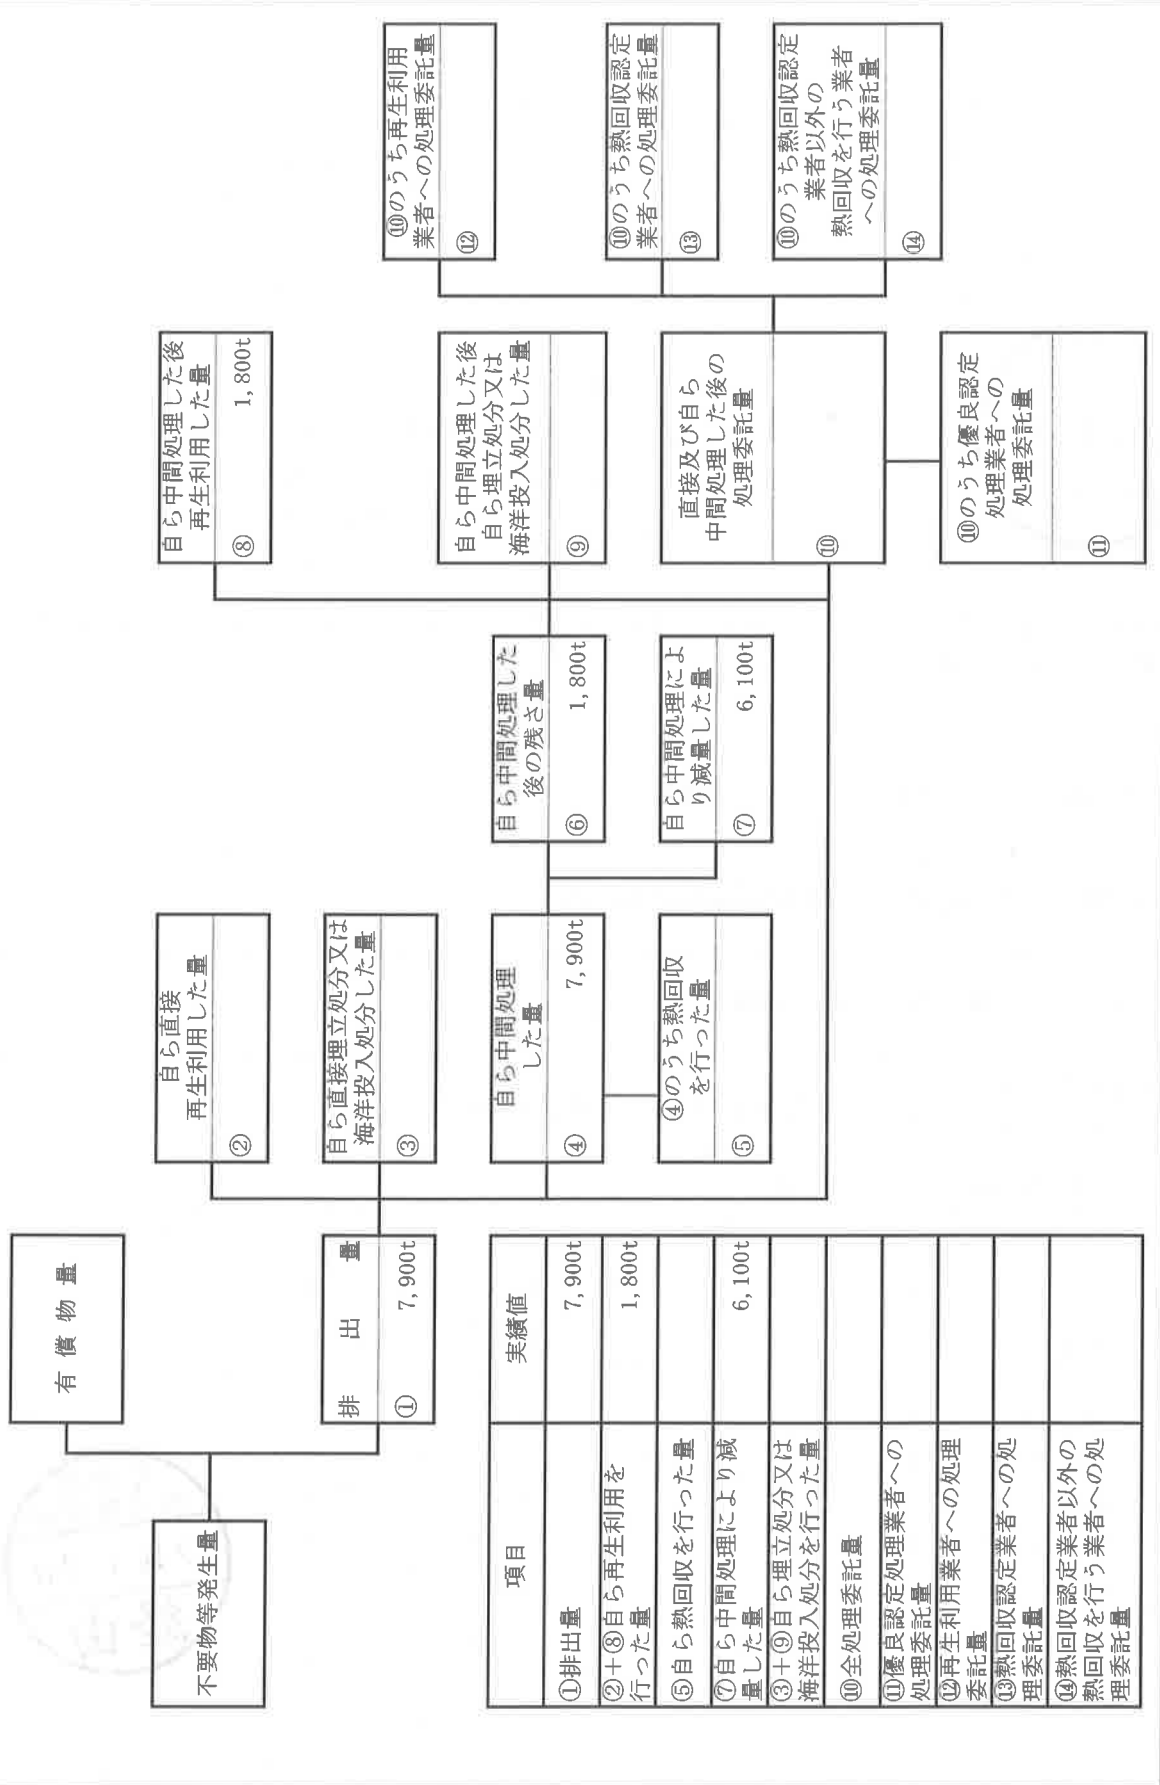 不要物等発生量
有償物量
排出量
① 7,900t
自ら直接
再生利用した量
②
自ら直接埋立処分又は
海洋投入処分した量
③
自ら中間処理
した量
④ 7,900t
④のうち熱回収
を行った量
⑤
自ら中間処理した
後の残さ量
⑥ 1,800t
自ら中間処理によ
り減量した量
⑦ 6,100t
自ら中間処理した後
再生利用した量
⑧ 1,800t
自ら中間処理した後
自ら埋立処分又は
海洋投入処分した量
⑨
直接及び自ら
中間処理した後の
処理委託量
⑩
⑩のうち優良認定
処理業者への
処理委託量
⑪
⑩のうち再生利用
業者への処理委託量
⑫
⑩のうち熱回収認定
業者への処理委託量
⑬
⑩のうち熱回収認定
業者以外の
熱回収を行う業者
への処理委託量
⑭
項目 実績値
①排出量 7,900t
②+⑧自ら再生利用を
行った量 1,800t
⑤自ら熱回収を行った量
⑦自ら中間処理により減
量した量 6,100t
③+⑨自ら埋立処分又は
海洋投入処分を行った量
⑩全処理委託量
⑪優良認定処理業者への
処理委託量
⑫再生利用業者への処理
委託量
⑬熱回収認定業者への処
理委託量
⑭熱回収認定業者以外の
熱回収を行う業者への処
理委託量